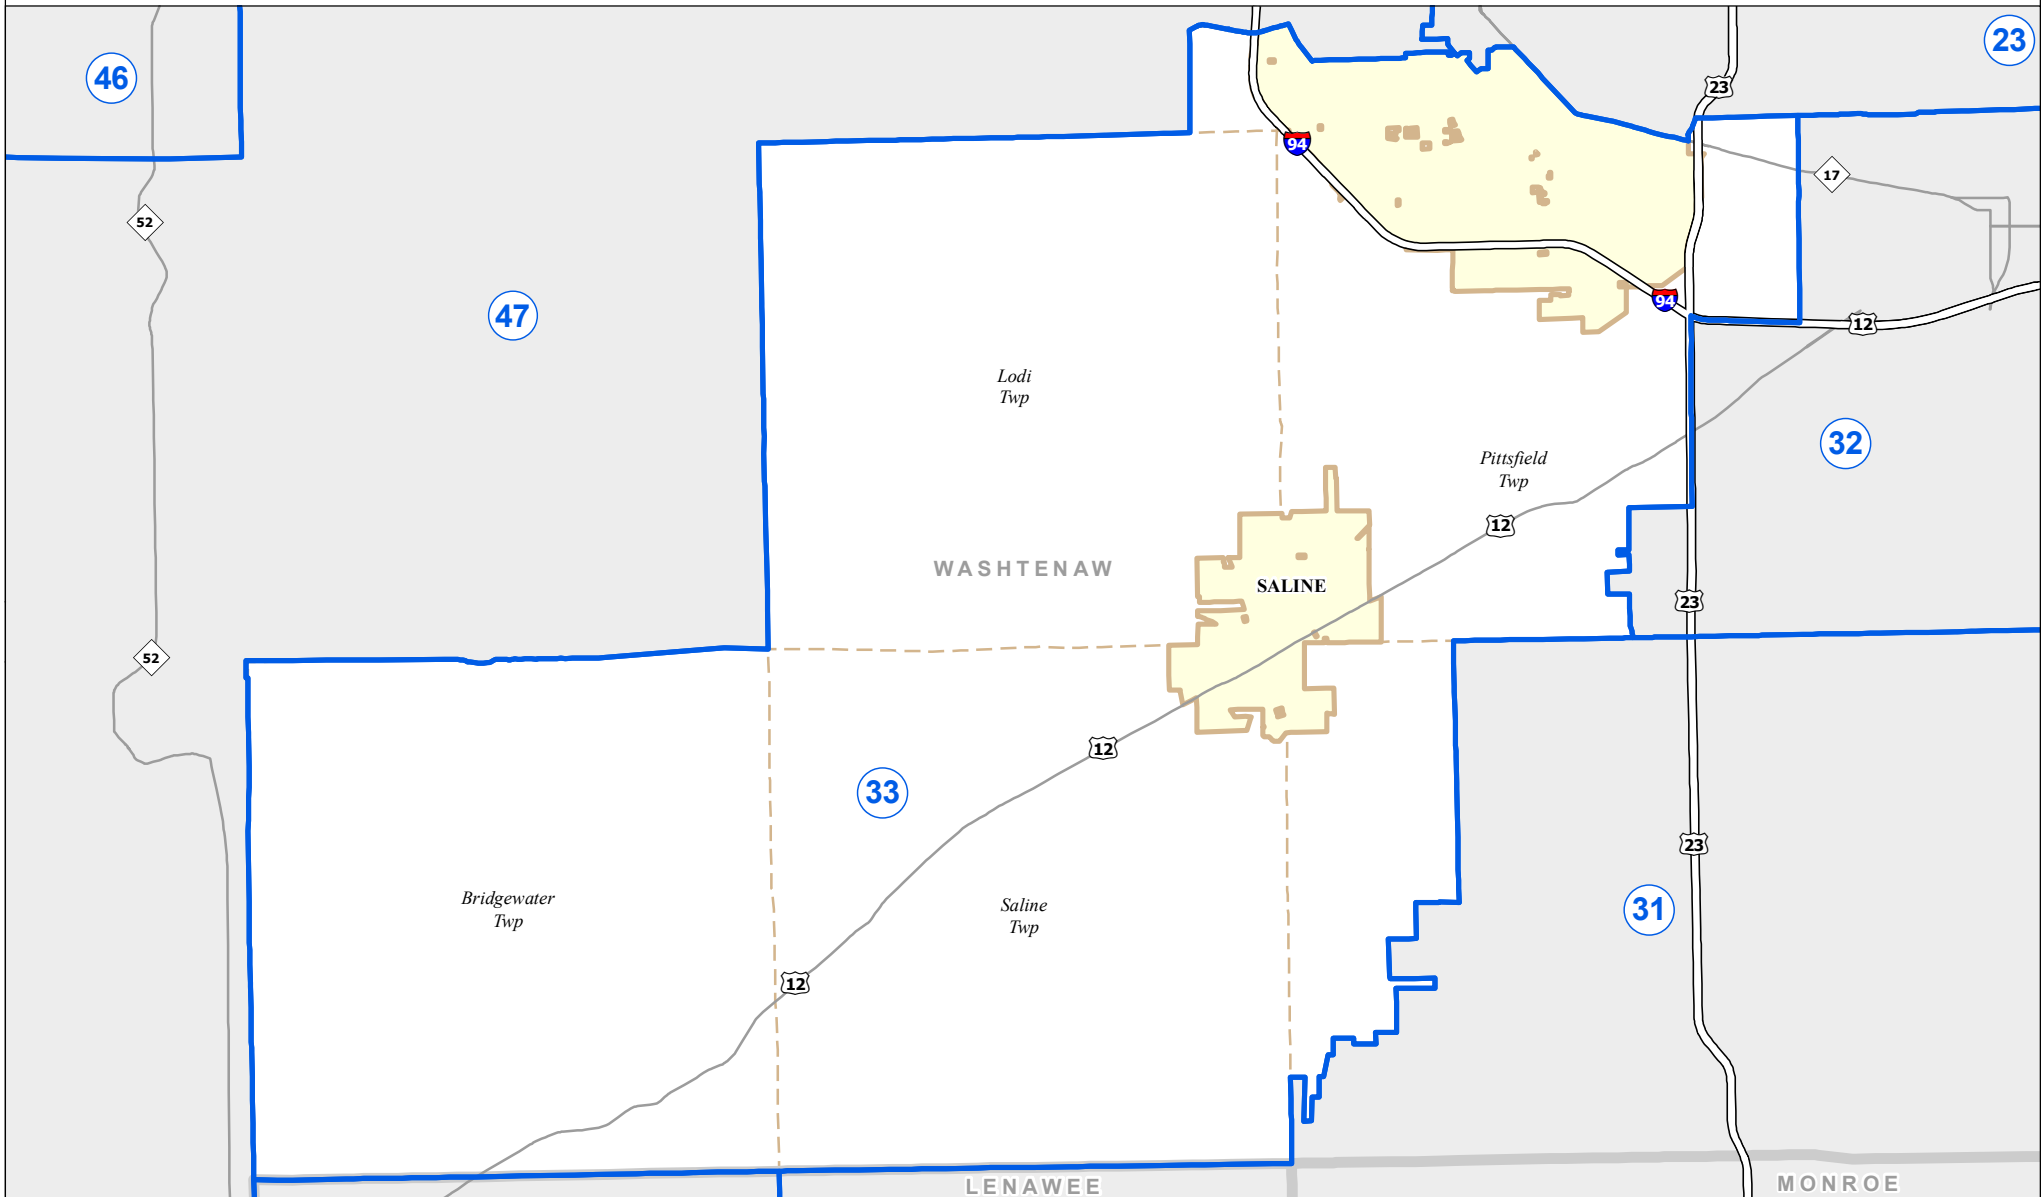 46
23
23
94
17
52
47
94
12
Lodi
Twp
32
Pittsfield
Twp
12
WASHTENAW
SALINE
23
52
12
33
23
Bridgewater
Twp
Saline
Twp
31
12
LENAWEE
MONROE